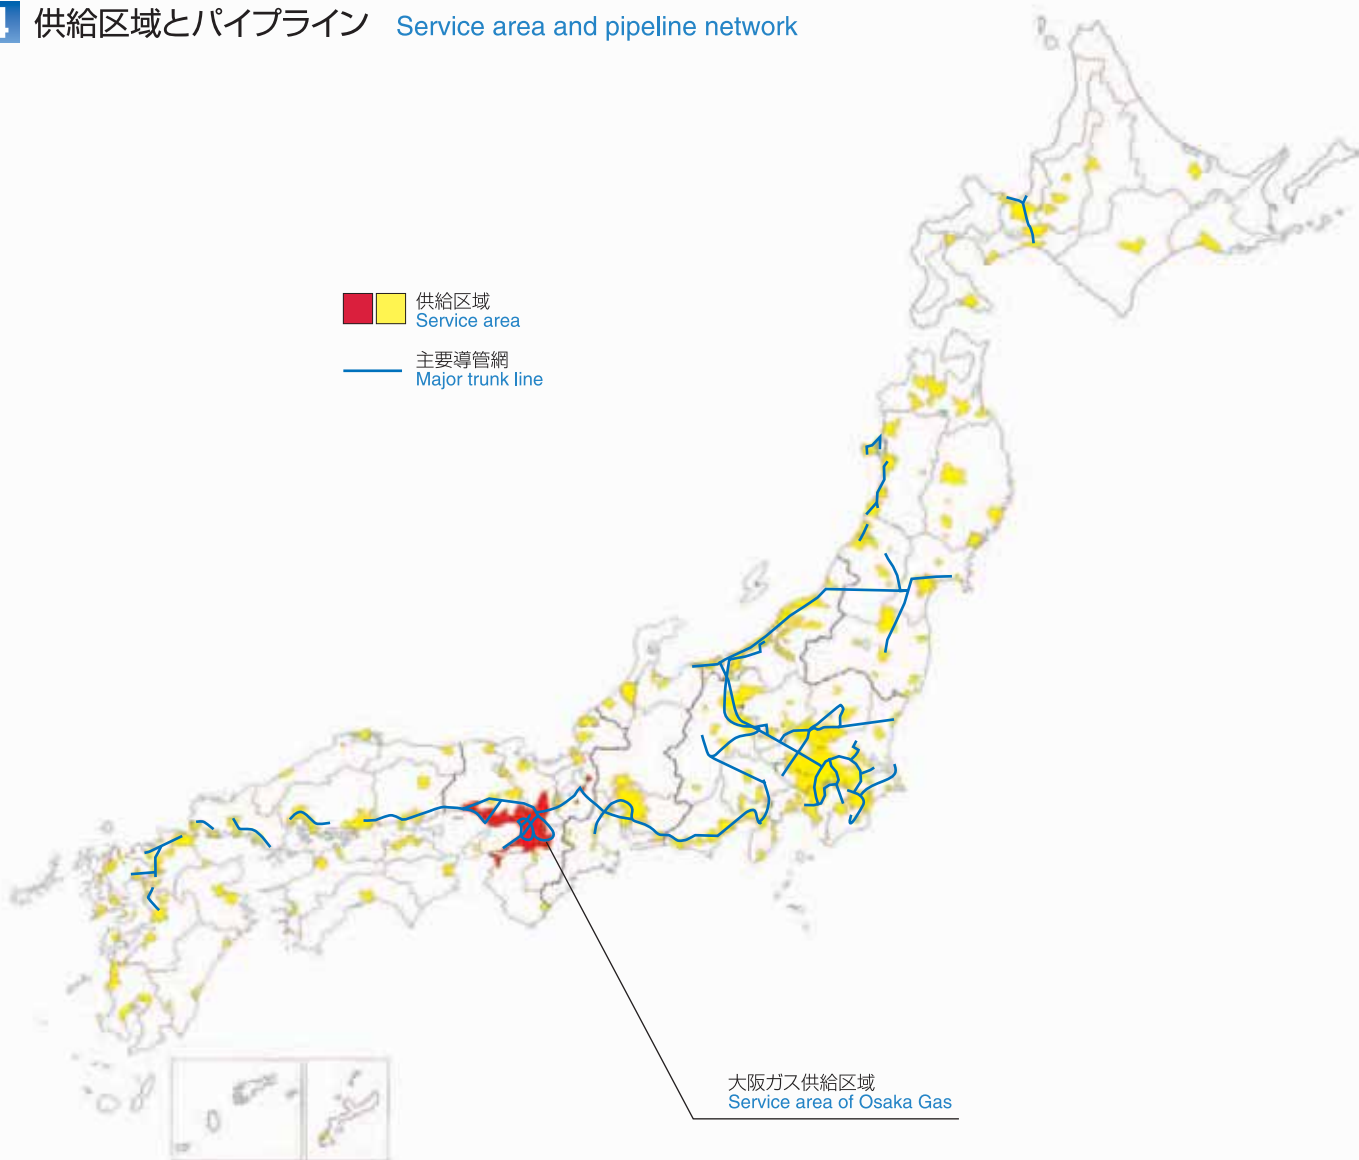 4 供給区域とパイプライン Service area and pipeline network
供給区域
Service area
主要導管網
Major trunk line
大阪ガス供給区域
Service area of Osaka Gas